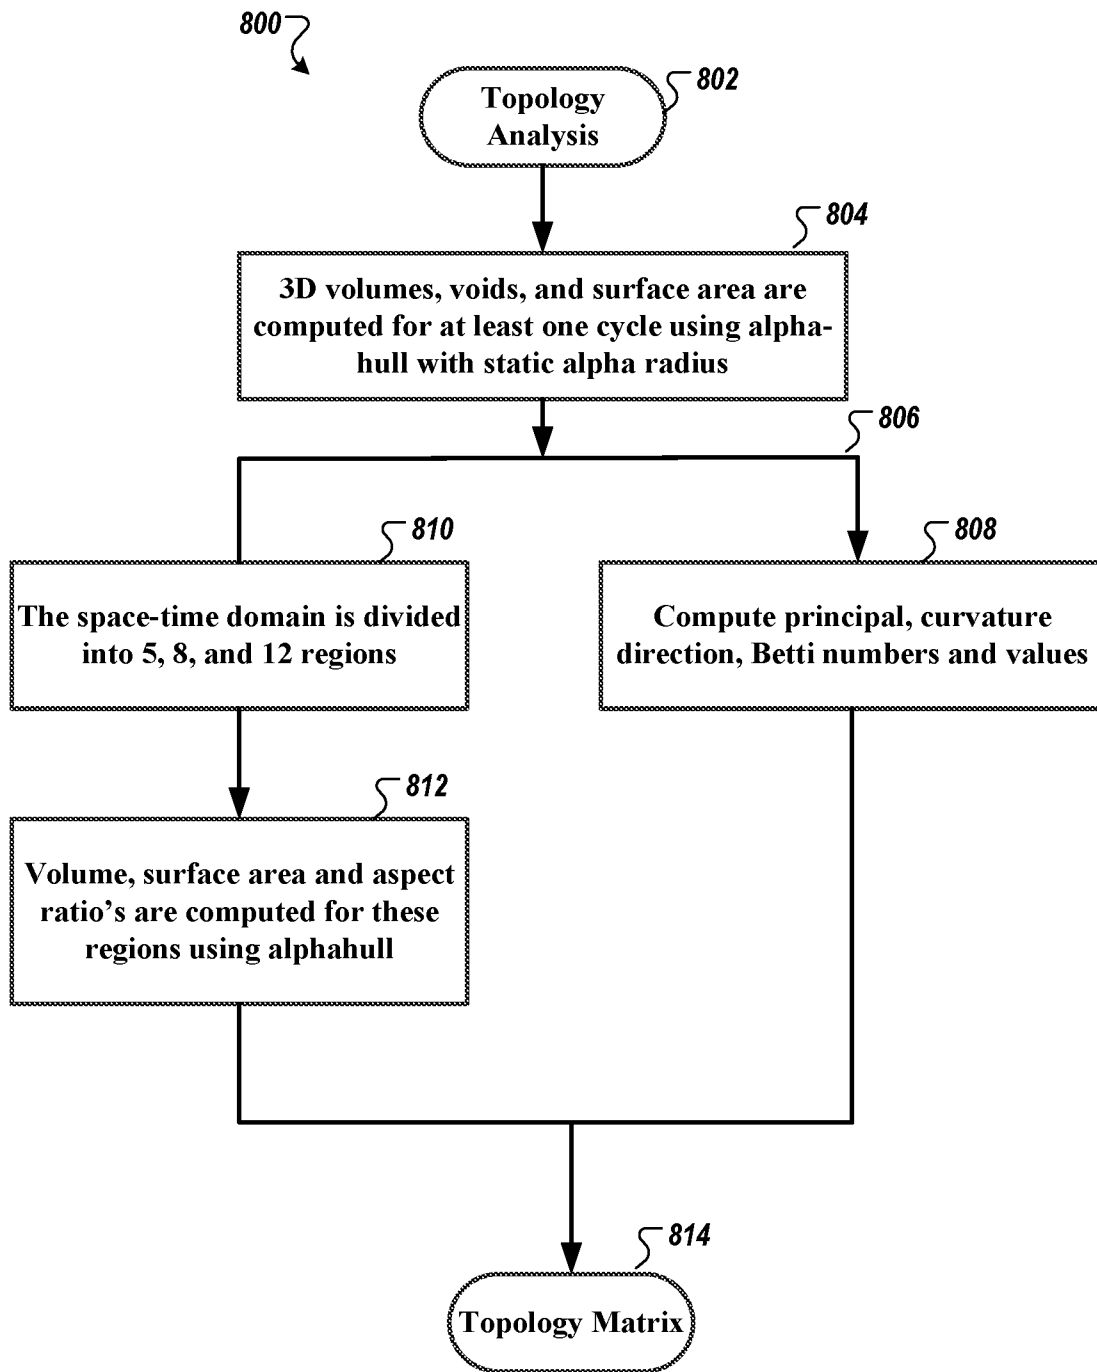 800
802
Topology
Analysis
804
3D volumes, voids, and surface area are
computed for at least one cycle using alpha-
hull with static alpha radius
806
810
The space-time domain is divided
into 5, 8, and 12 regions
808
Compute principal, curvature
direction, Betti numbers and values
812
Volume, surface area and aspect
ratio’s are computed for these
regions using alphahull
814
Topology Matrix